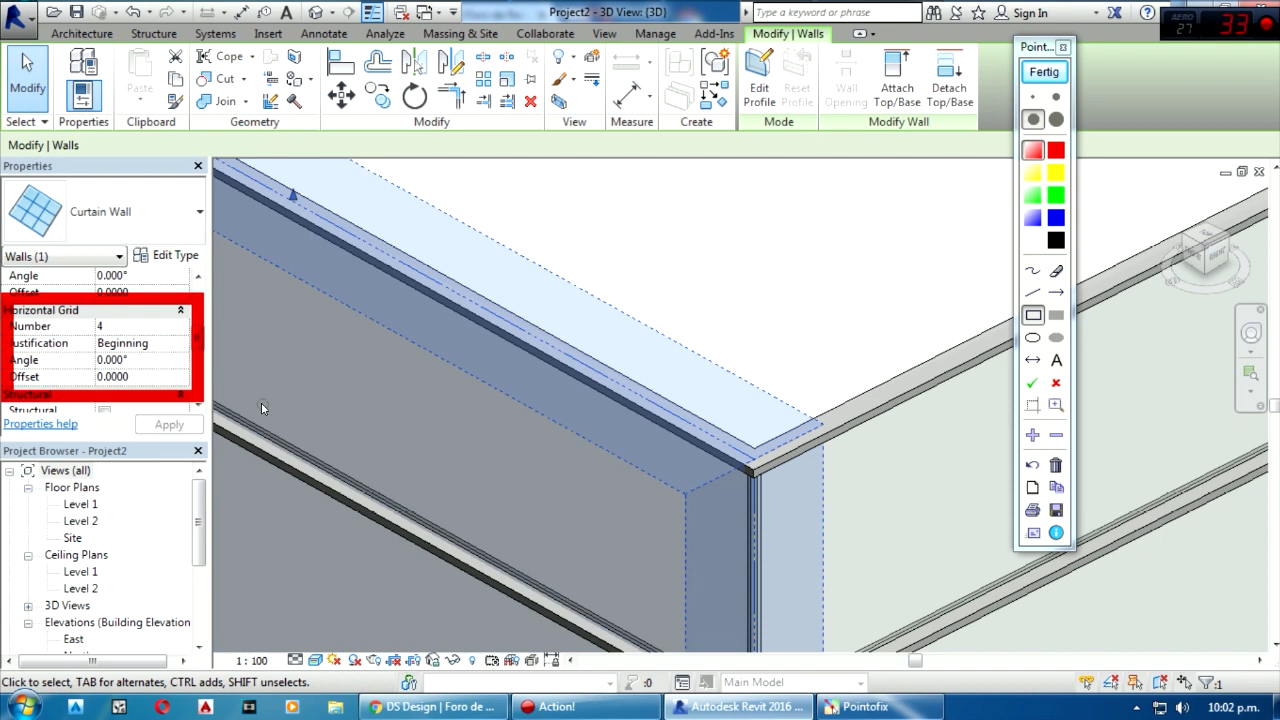 Project2 - 3D View: {3D}
Type a keyword or phrase
Sign In
AERO
27
33
Architecture Structure Systems Insert Annotate Analyze Massing & Site Collaborate View Manage Add-Ins Modify | Walls
Modify
Paste
Cope
Cut
Join
Edit Profile
Reset Profile
Wall Opening
Attach Top/Base
Detach Top/Base
Select Properties Clipboard Geometry Modify View Measure Create Mode Modify Wall
Modify | Walls
Properties
Curtain Wall
Walls (1)
Edit Type
Angle 0.000°
Offset 0.0000
Horizontal Grid
Number 4
Justification Beginning
Angle 0.000°
Offset 0.0000
Structural
Structural
Properties help
Apply
Project Browser - Project2
Views (all)
Floor Plans
Level 1
Level 2
Site
Ceiling Plans
Level 1
Level 2
3D Views
Elevations (Building Elevation
East
Point...
Fertig
A
RIGHT
1 : 100
Click to select, TAB for alternates, CTRL adds, SHIFT unselects.
:0
Main Model
:1
DS Design | Foro de ...
Action!
Autodesk Revit 2016 ...
Pointofix
10:02 p.m.